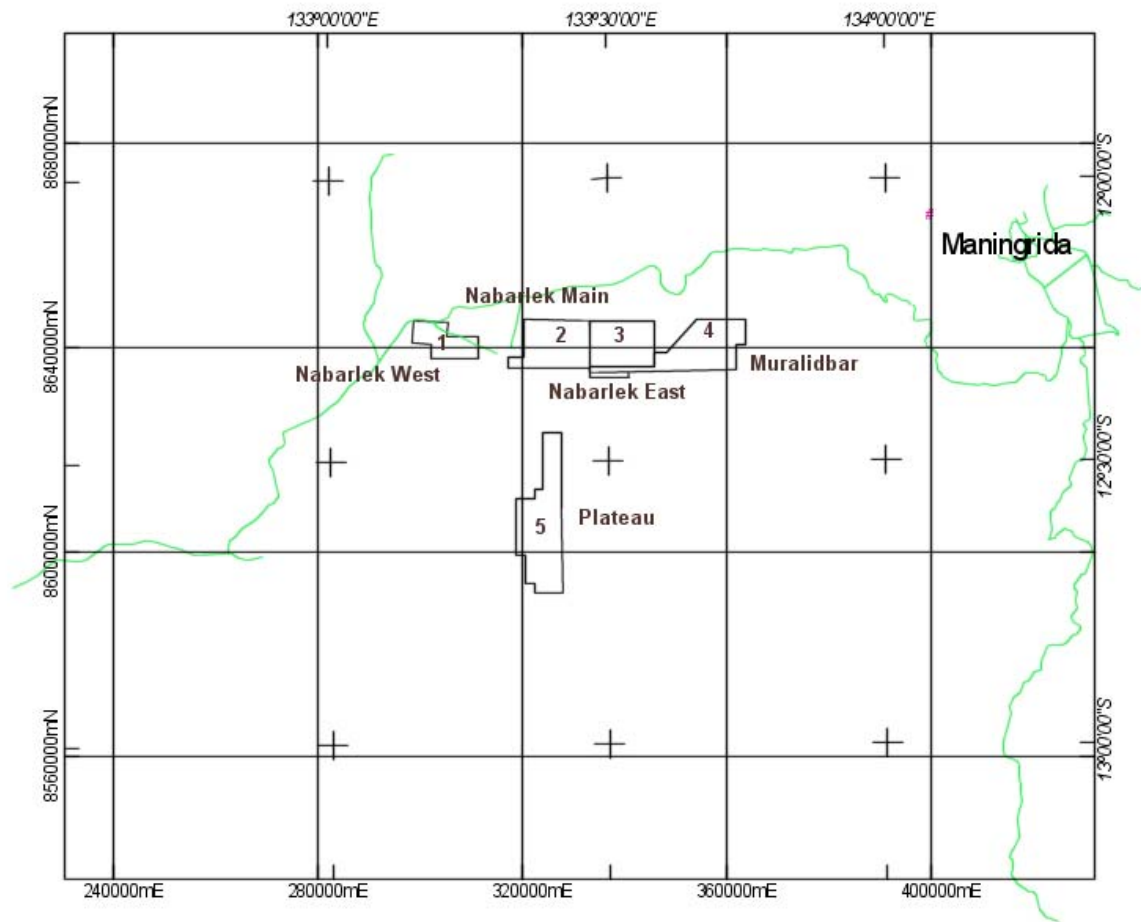 133°00'00"E
133°30'00"E
134°00'00"E
8680000mN
12°00'00"S
#
Maningrida
Nabarlek Main
1
2
3
4
8640000mN
Nabarlek West
Muralidbar
Nabarlek East
12°30'00"S
5
Plateau
8600000mN
8560000mN
13°00'00"S
240000mE
280000mE
320000mE
360000mE
400000mE